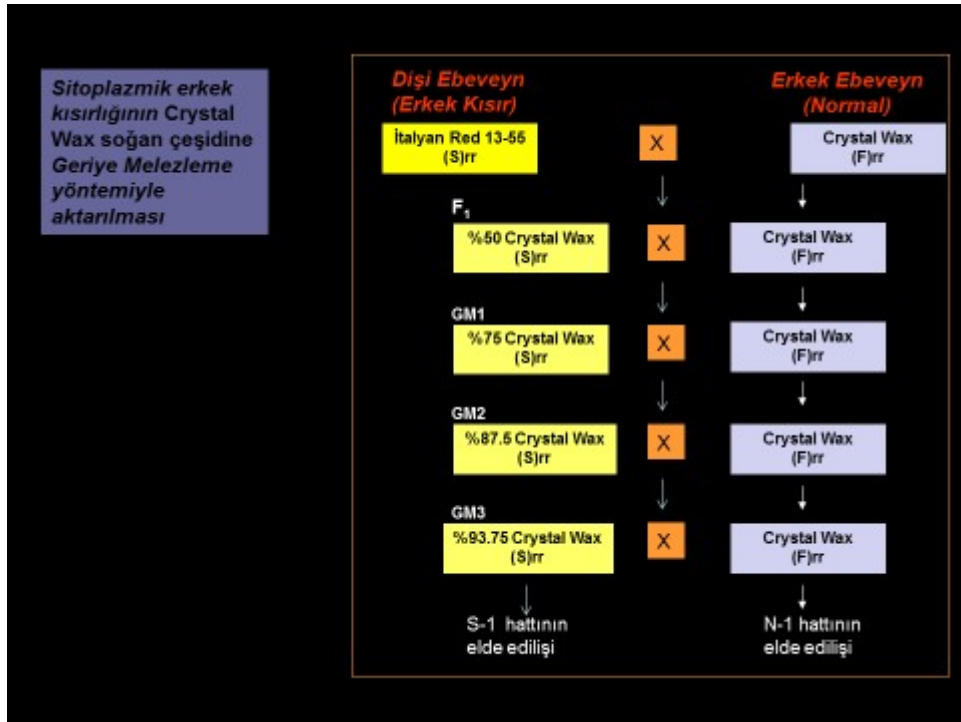 Sitoplazmik erkek
kısırlığının Crystal
Wax soğan çeşidine
Geriye Melezleme
yöntemiyle
aktarılması
Dişi Ebeveyn
(Erkek Kısır)
Erkek Ebeveyn
(Normal)
İtalyan Red 13-55
(S)rr
X
Crystal Wax
(F)rr
F1
%50 Crystal Wax
(S)rr
X
Crystal Wax
(F)rr
GM1
%75 Crystal Wax
(S)rr
X
Crystal Wax
(F)rr
GM2
%87.5 Crystal Wax
(S)rr
X
Crystal Wax
(F)rr
GM3
%93.75 Crystal Wax
(S)rr
X
Crystal Wax
(F)rr
S-1 hattının
elde edilişi
N-1 hattının
elde edilişi